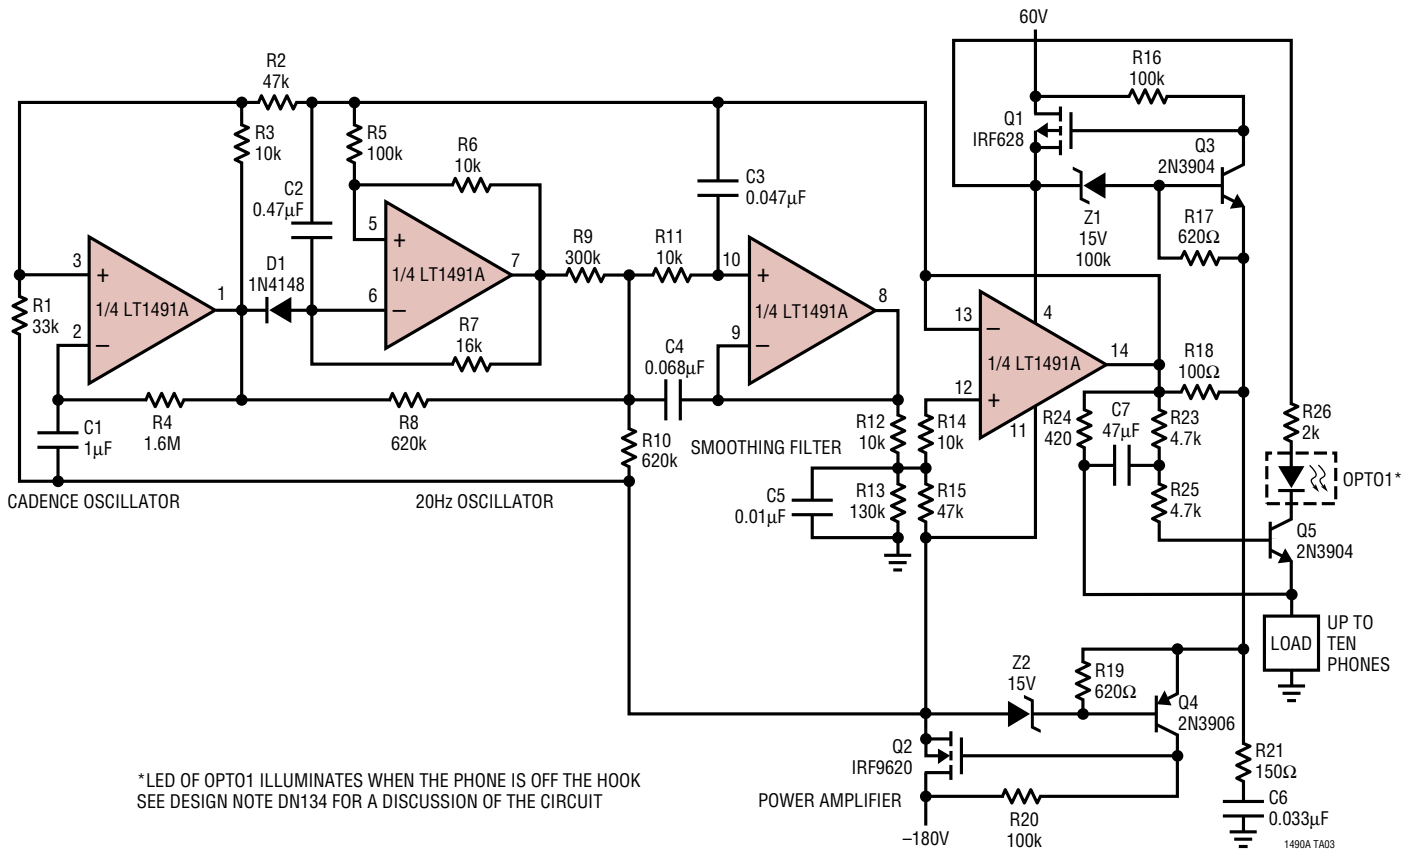 60V
R2
47k
R16
100k
R3
10k
R5
100k
R6
10k
Q1
IRF628
Q3
2N3904
C2
0.47µF
C3
0.047µF
Z1
15V
100k
R17
620Ω
D1
1N4148
R9
300k
R11
10k
3
+
1/4 LT1491A
1
2
–
5
+
1/4 LT1491A
7
6
–
10
+
1/4 LT1491A
8
9
–
13
–
4
1/4 LT1491A
14
12
+
11
R1
33k
R7
16k
C4
0.068µF
R18
100Ω
R4
1.6M
R8
620k
C1
1µF
R10
620k
SMOOTHING FILTER
R12
10k
R14
10k
R24
420
C7
47µF
R23
4.7k
R26
2k
OPTO1*
CADENCE OSCILLATOR
20Hz OSCILLATOR
C5
0.01µF
R13
130k
R15
47k
R25
4.7k
Q5
2N3904
LOAD
UP TO
TEN
PHONES
Z2
15V
R19
620Ω
Q4
2N3906
Q2
IRF9620
R21
150Ω
*LED OF OPTO1 ILLUMINATES WHEN THE PHONE IS OFF THE HOOK
SEE DESIGN NOTE DN134 FOR A DISCUSSION OF THE CIRCUIT
POWER AMPLIFIER
R20
100k
C6
0.033µF
–180V
1490A TA03